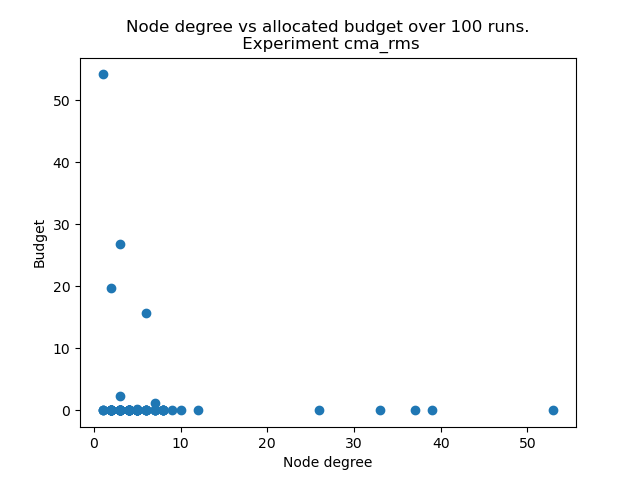 Node degree vs allocated budget over 100 runs.
Experiment cma_rms
50
40
30
20
10
0
Budget
0 10 20 30 40 50
Node degree